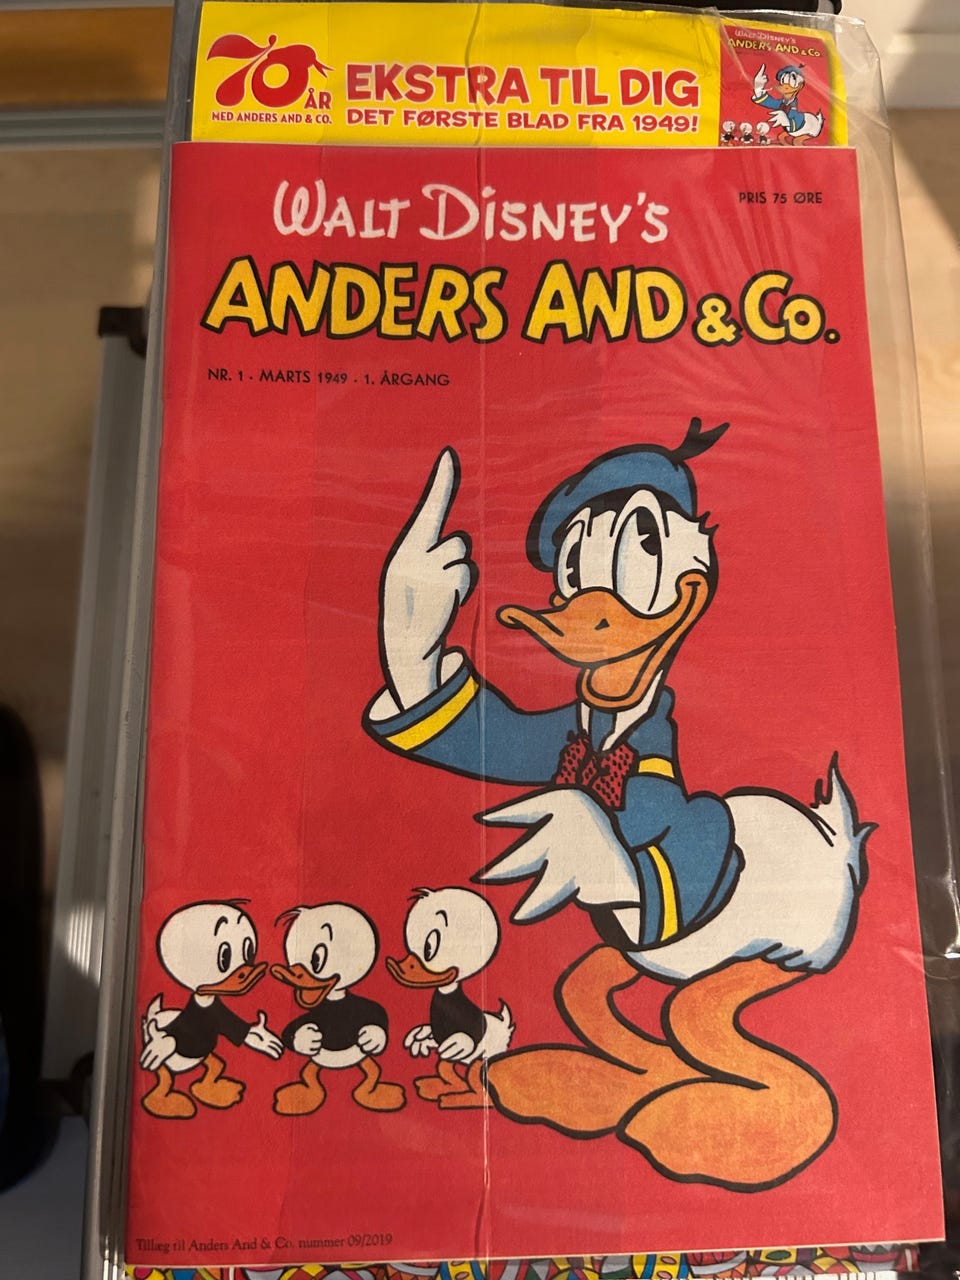 70 ÅR
MED ANDERS AND & CO.
EKSTRA TIL DIG
DET FØRSTE BLAD FRA 1949!
WALT DISNEY'S
ANDERS AND & CO.
WALT DISNEY'S
PRIS 75 ØRE
ANDERS AND & CO.
NR. 1 · MARTS 1949 · 1. ÅRGANG
Tillæg til Anders And & Co. nummer 09/2019